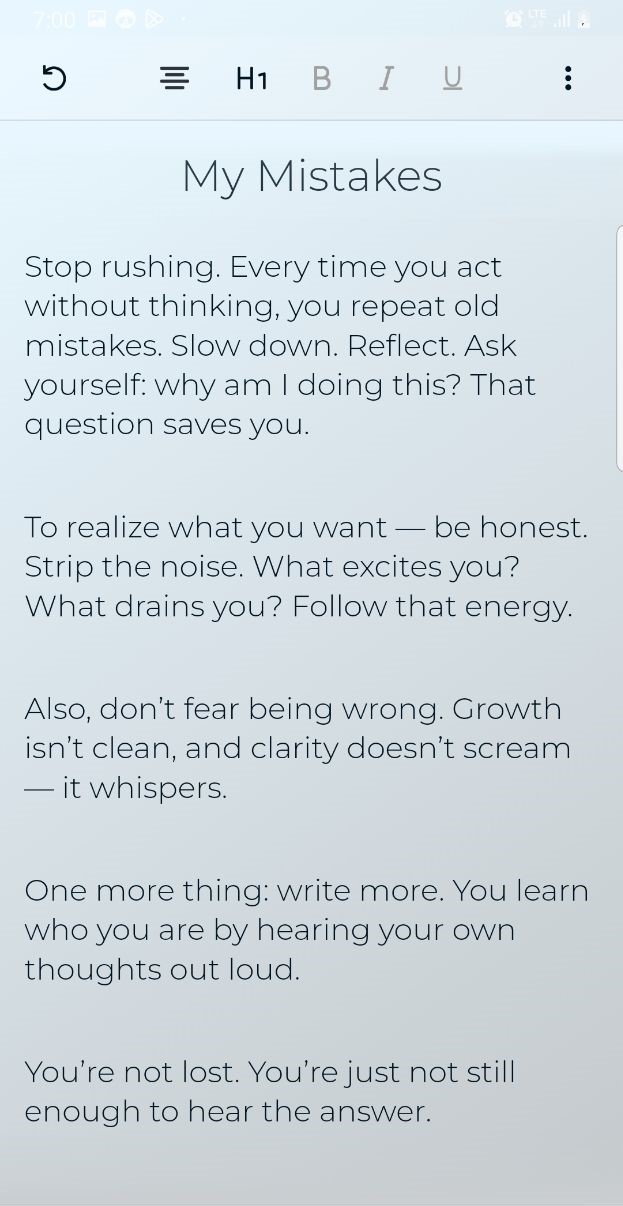 7:00
LTE
H1 B I U
My Mistakes
Stop rushing. Every time you act
without thinking, you repeat old
mistakes. Slow down. Reflect. Ask
yourself: why am I doing this? That
question saves you.
To realize what you want — be honest.
Strip the noise. What excites you?
What drains you? Follow that energy.
Also, don’t fear being wrong. Growth
isn’t clean, and clarity doesn’t scream
— it whispers.
One more thing: write more. You learn
who you are by hearing your own
thoughts out loud.
You’re not lost. You’re just not still
enough to hear the answer.